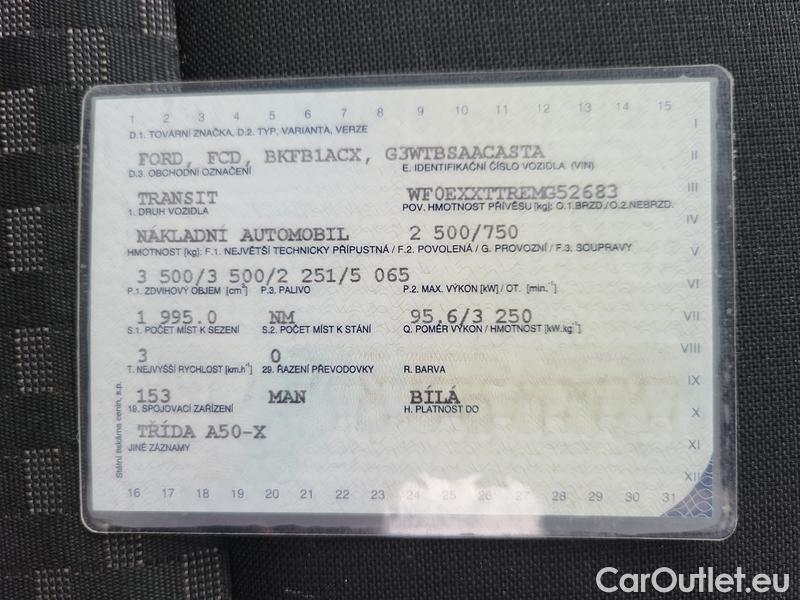 1 2 3 4 5 6 7 8 9 10 11 12 13 14 15
D.1. TOVÁRNÍ ZNAČKA, D.2. TYP, VARIANTA, VERZE
I
FORD, FCD, BKFB1ACX, G3WTBSAACASTA
II
D.3. OBCHODNÍ OZNAČENÍ E. IDENTIFIKAČNÍ ČÍSLO VOZIDLA (VIN)
TRANSIT WF0EXXTTREMG52683
III
1. DRUH VOZIDLA POV. HMOTNOST PŘÍVĚSU [kg]: O.1.BRZD./O.2.NEBRZD.
IV
NÁKLADNÍ AUTOMOBIL 2 500/750
HMOTNOST [kg]: F.1. NEJVĚTŠÍ TECHNICKY PŘÍPUSTNÁ / F.2. POVOLENÁ / G. PROVOZNÍ / F.3. SOUPRAVY
V
3 500/3 500/2 251/5 065
P.1. ZDVIHOVÝ OBJEM [cm³] P.3. PALIVO P.2. MAX. VÝKON [kW] / OT. [min.⁻¹]
VI
1 995.0 NM 95.6/3 250
VII
S.1. POČET MÍST K SEZENÍ S.2. POČET MÍST K STÁNÍ Q. POMĚR VÝKON / HMOTNOST [kW.kg⁻¹]
3 0
VIII
T. NEJVYŠŠÍ RYCHLOST [km.h⁻¹] 29. ŘAZENÍ PŘEVODOVKY R. BARVA
IX
153 MAN BÍLÁ
19. SPOJOVACÍ ZAŘÍZENÍ H. PLATNOST DO
X
TŘÍDA A50-X
JINÉ ZÁZNAMY
XI
XII
Státní tiskárna cenin, s.p.
16 17 18 19 20 21 22 23 24 25 26 27 28 29 30 31
CarOutlet.eu